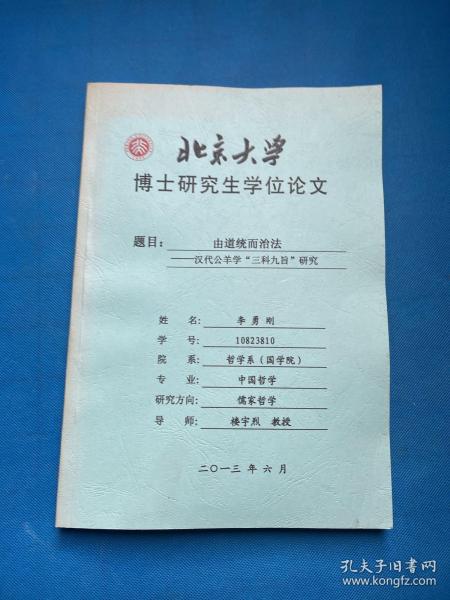 北京大学
博士研究生学位论文
题目: 由道统而治法
——汉代公羊学“三科九旨”研究
姓 名: 李勇刚
学 号: 10823810
院 系: 哲学系(国学院)
专 业: 中国哲学
研究方向: 儒家哲学
导 师: 楼宇烈 教授
二〇一三 年 六 月
孔夫子旧书网
www.kongfz.com